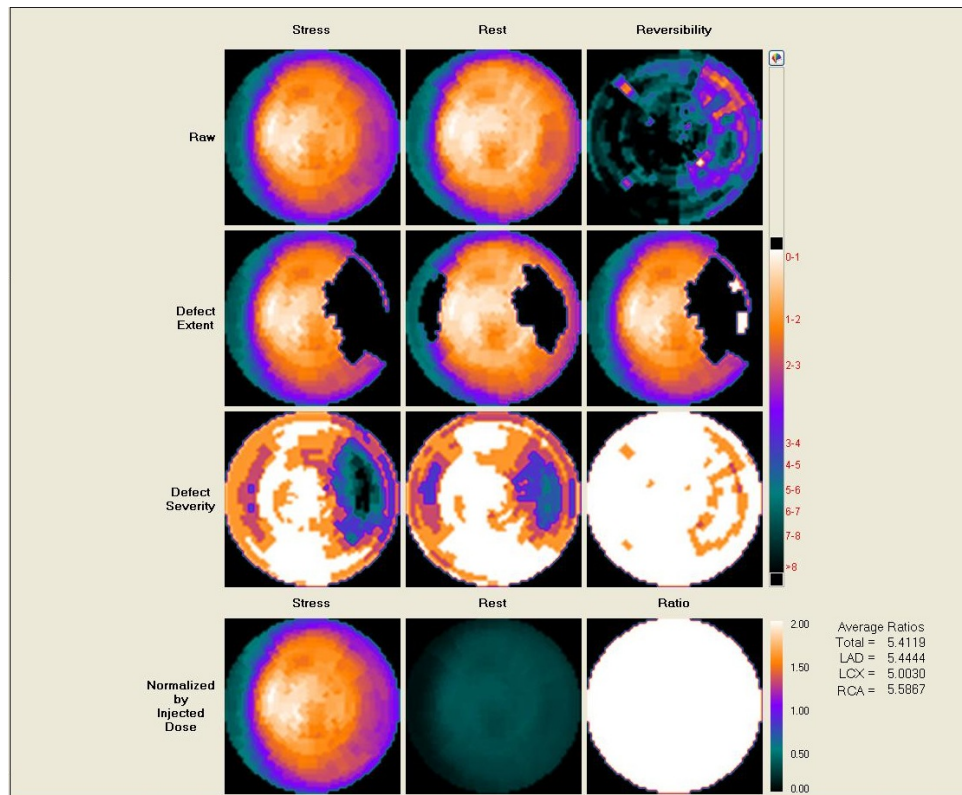 Stress Rest Reversibility
Raw
Defect
Extent
0-1
1-2
2-3
3-4
4-5
5-6
6-7
7-8
>8
Defect
Severity
Stress Rest Ratio
Normalized
by
Injected
Dose
2.00
1.50
1.00
0.50
0.00
Average Ratios
Total = 5.4119
LAD = 5.4444
LCX = 5.0030
RCA = 5.5867